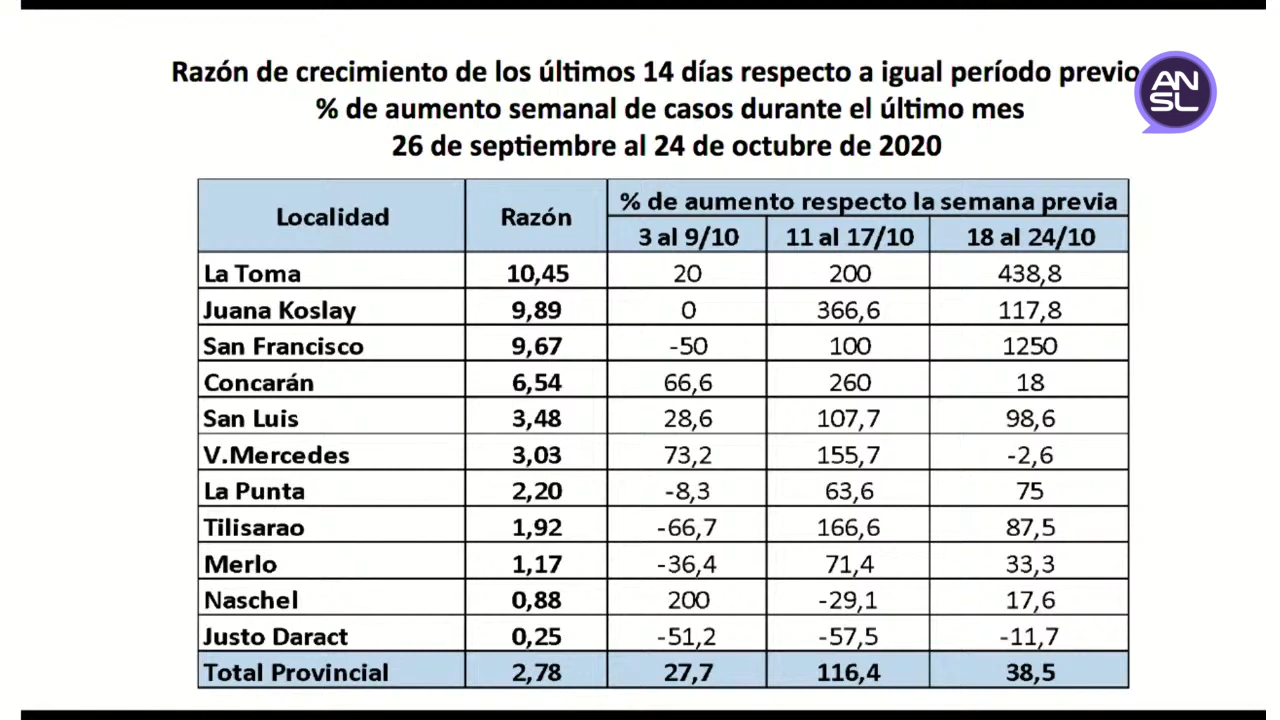 Razón de crecimiento de los últimos 14 días respecto a igual período previo
% de aumento semanal de casos durante el último mes
26 de septiembre al 24 de octubre de 2020
AN
SL
Localidad Razón % de aumento respecto la semana previa
3 al 9/10 11 al 17/10 18 al 24/10
La Toma 10,45 20 200 438,8
Juana Koslay 9,89 0 366,6 117,8
San Francisco 9,67 -50 100 1250
Concarán 6,54 66,6 260 18
San Luis 3,48 28,6 107,7 98,6
V.Mercedes 3,03 73,2 155,7 -2,6
La Punta 2,20 -8,3 63,6 75
Tilisarao 1,92 -66,7 166,6 87,5
Merlo 1,17 -36,4 71,4 33,3
Naschel 0,88 200 -29,1 17,6
Justo Daract 0,25 -51,2 -57,5 -11,7
Total Provincial 2,78 27,7 116,4 38,5